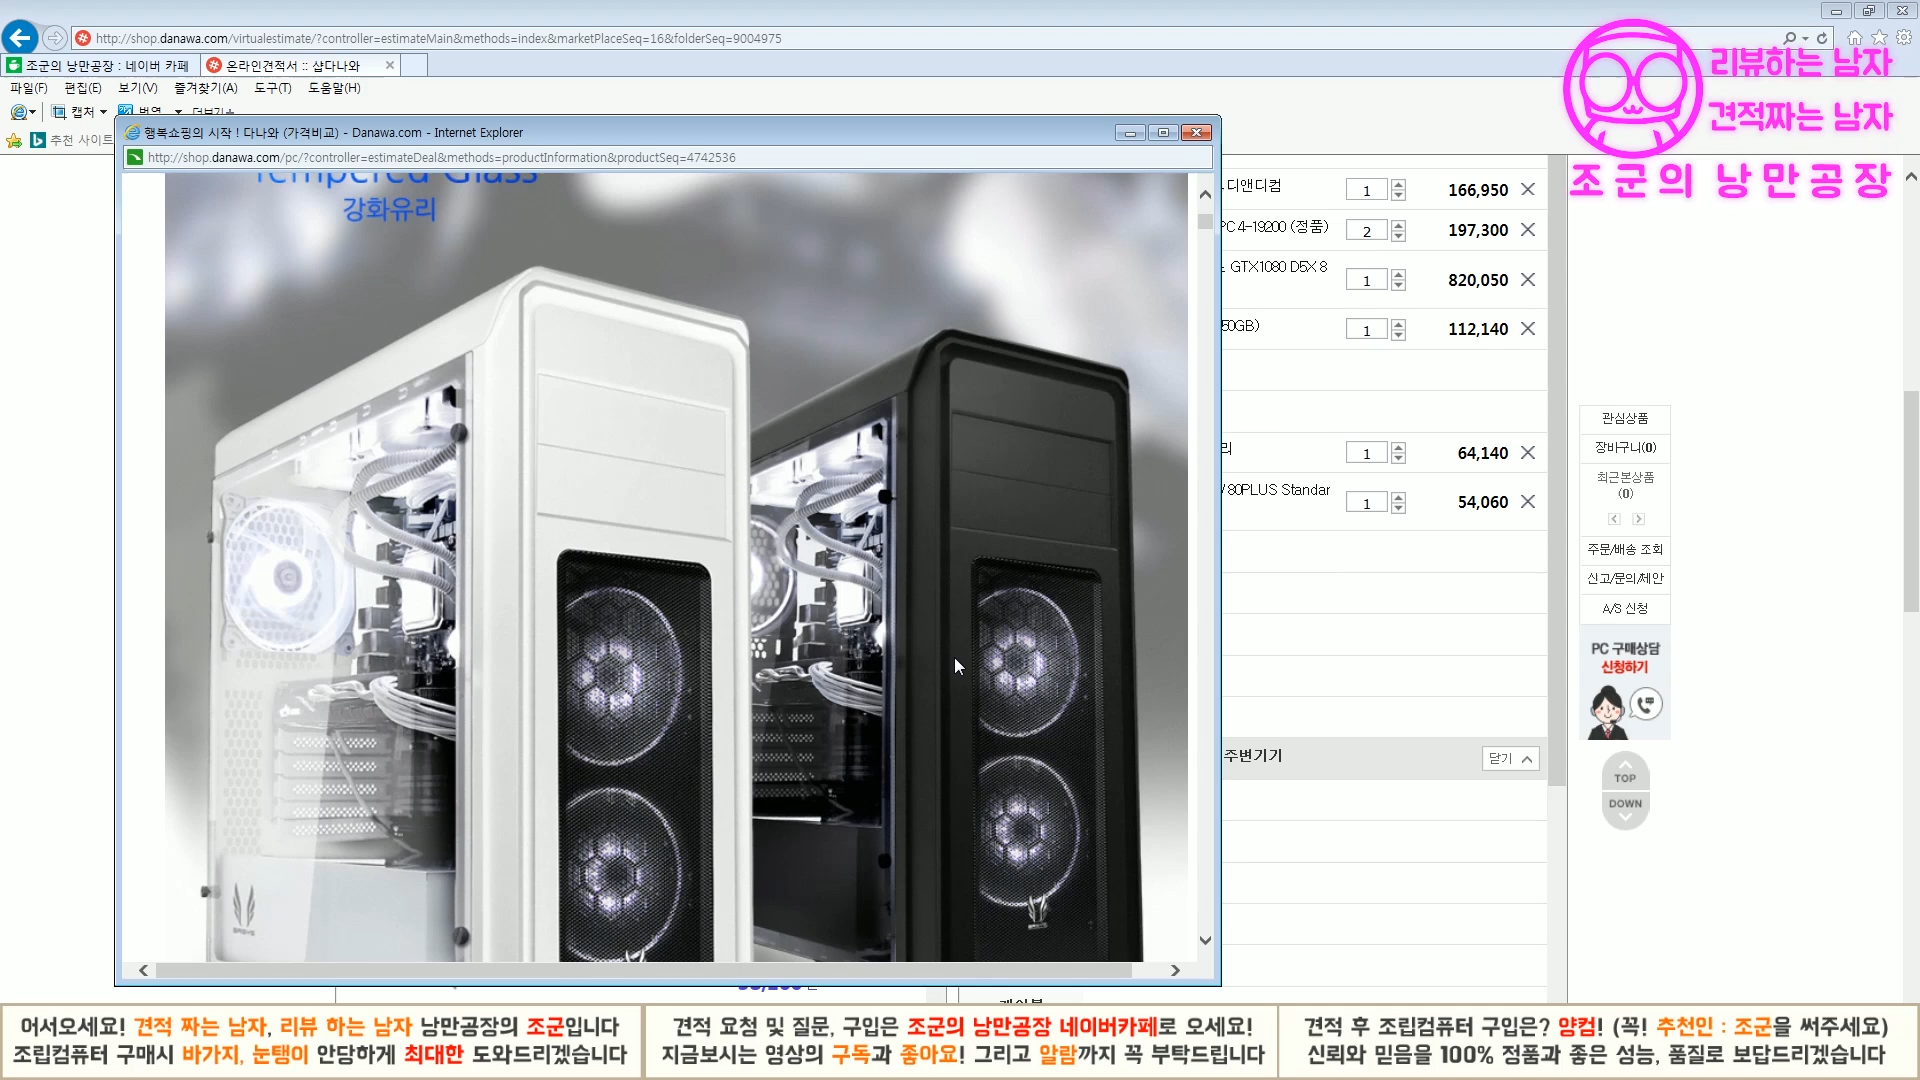 http://shop.danawa.com/virtualestimate/?controller=estimateMain&methods=index&marketPlaceSeq=16&folderSeq=9004975
조군의 낭만공장 : 네이버 카페
온라인견적서 :: 샵다나와
파일(F) 편집(E) 보기(V) 즐겨찾기(A) 도구(T) 도움말(H)
캡처
번역
더보기
추천 사이트
행복쇼핑의 시작 ! 다나와 (가격비교) - Danawa.com - Internet Explorer
http://shop.danawa.com/pc/?controller=estimateDeal&methods=productInformation&productSeq=4742536
Tempered Glass
강화유리
리뷰하는 남자
견적짜는 남자
조군의 낭만공장
디앤디컴 1 166,950
PC4-19200 (정품) 2 197,300
GTX1080 D5X 8 1 820,050
50GB) 1 112,140
리 1 64,140
80PLUS Standar 1 54,060
주변기기
닫기
관심상품
장바구니(0)
최근본상품
(0)
주문/배송 조회
신고/문의/제안
A/S 신청
PC 구매상담
신청하기
TOP
DOWN
어서오세요! 견적 짜는 남자, 리뷰 하는 남자 낭만공장의 조군입니다
조립컴퓨터 구매시 바가지, 눈탱이 안당하게 최대한 도와드리겠습니다
견적 요청 및 질문, 구입은 조군의 낭만공장 네이버카페로 오세요!
지금보시는 영상의 구독과 좋아요! 그리고 알람까지 꼭 부탁드립니다
견적 후 조립컴퓨터 구입은? 얀컴! (꼭! 추천인 : 조군을 써주세요)
신뢰와 믿음을 100% 정품과 좋은 성능, 품질로 보답드리겠습니다